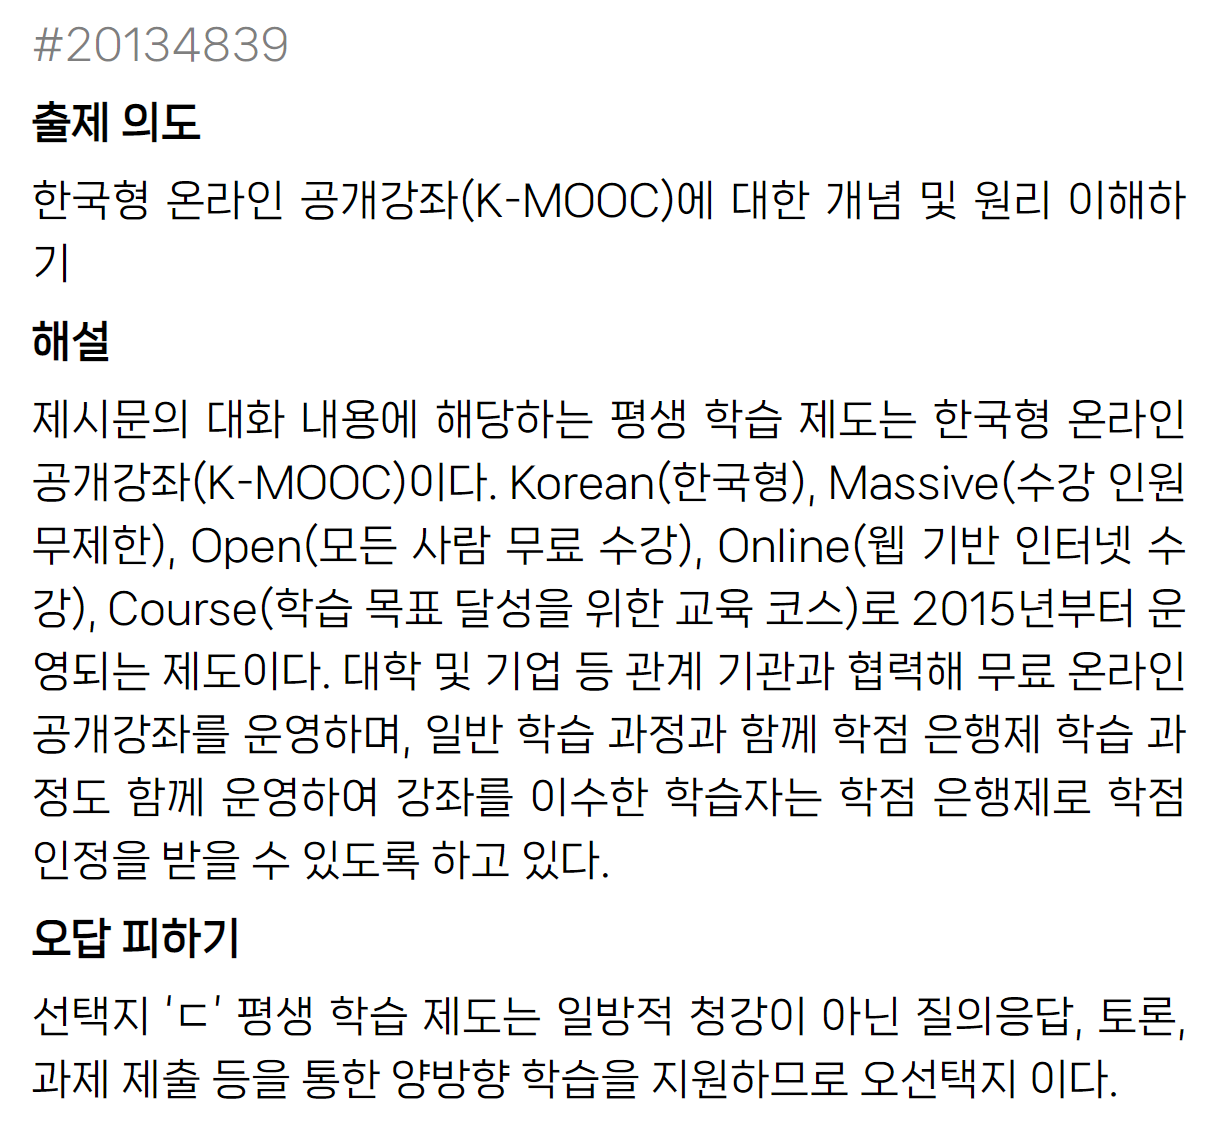 #20134839
출제 의도
한국형 온라인 공개강좌(K-MOOC)에 대한 개념 및 원리 이해하
기
해설
제시문의 대화 내용에 해당하는 평생 학습 제도는 한국형 온라인
공개강좌(K-MOOC)이다. Korean(한국형), Massive(수강 인원
무제한), Open(모든 사람 무료 수강), Online(웹 기반 인터넷 수
강), Course(학습 목표 달성을 위한 교육 코스)로 2015년부터 운
영되는 제도이다. 대학 및 기업 등 관계 기관과 협력해 무료 온라인
공개강좌를 운영하며, 일반 학습 과정과 함께 학점 은행제 학습 과
정도 함께 운영하여 강좌를 이수한 학습자는 학점 은행제로 학점
인정을 받을 수 있도록 하고 있다.
오답 피하기
선택지 ‘ㄷ’ 평생 학습 제도는 일방적 청강이 아닌 질의응답, 토론,
과제 제출 등을 통한 양방향 학습을 지원하므로 오선택지 이다.